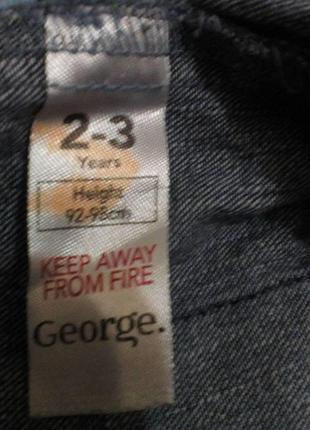 2-3
Years
Height
92-98cm
KEEP AWAY
FROM FIRE
George.